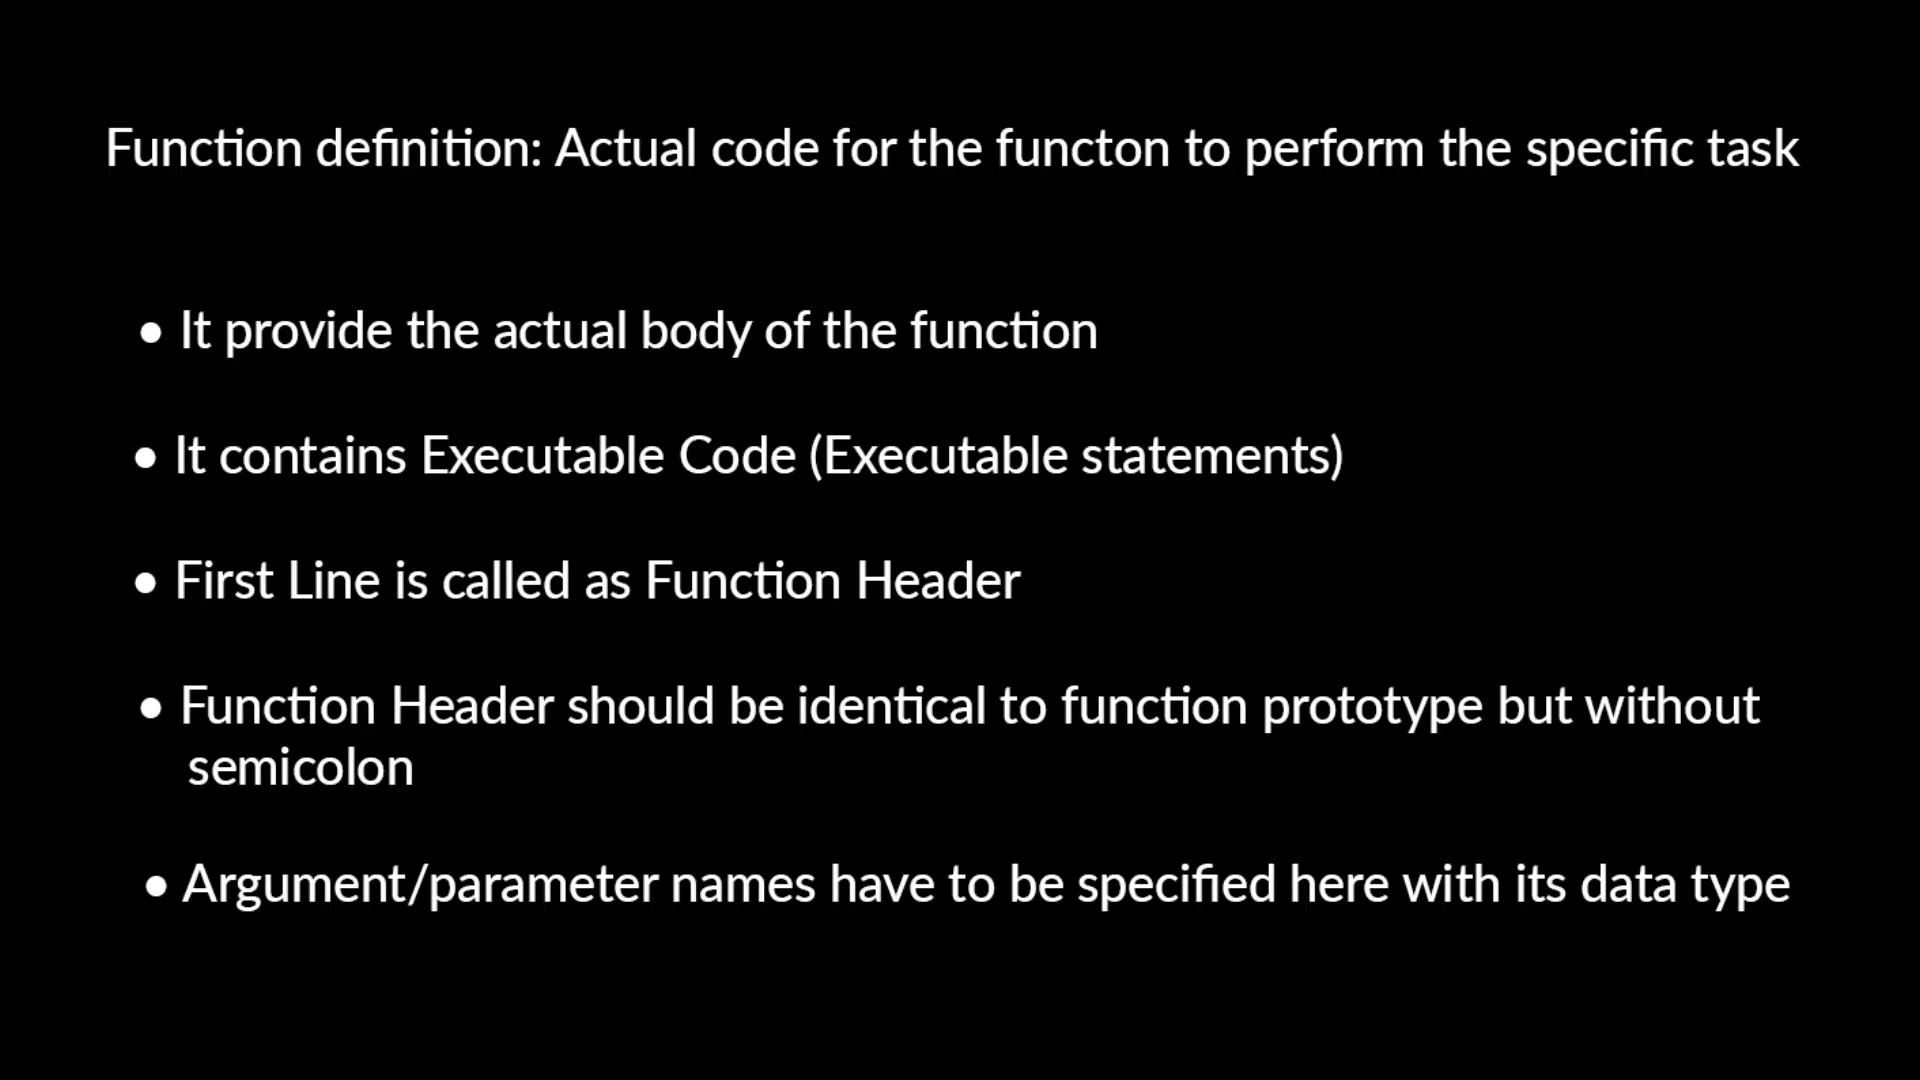 Function definition: Actual code for the functon to perform the specific task
• It provide the actual body of the function
• It contains Executable Code (Executable statements)
• First Line is called as Function Header
• Function Header should be identical to function prototype but without
semicolon
• Argument/parameter names have to be specified here with its data type